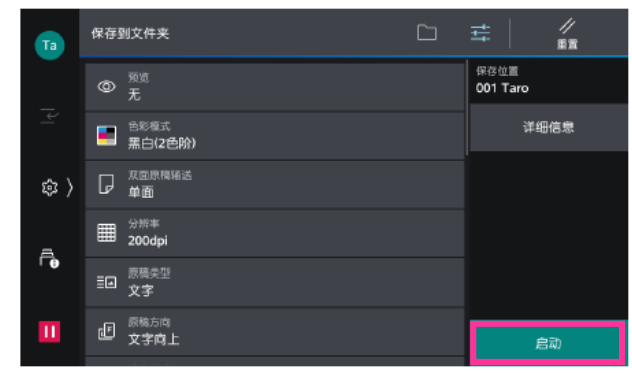 Ta
保存到文件夹
重置
预览
无
色彩模式
黑白(2色阶)
双面原稿输送
单面
分辨率
200dpi
原稿类型
文字
原稿方向
文字向上
保存位置
001 Taro
详细信息
启动